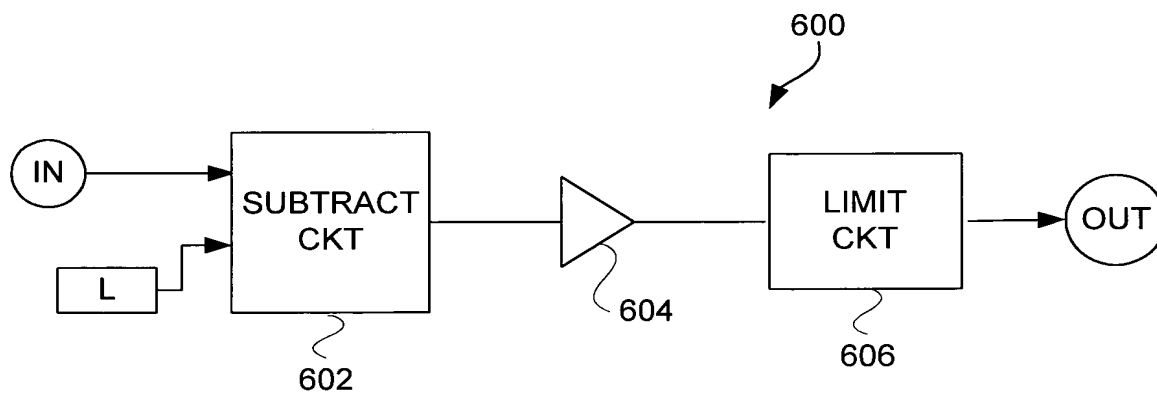 600
IN
SUBTRACT
CKT
L
602
604
LIMIT
CKT
606
OUT